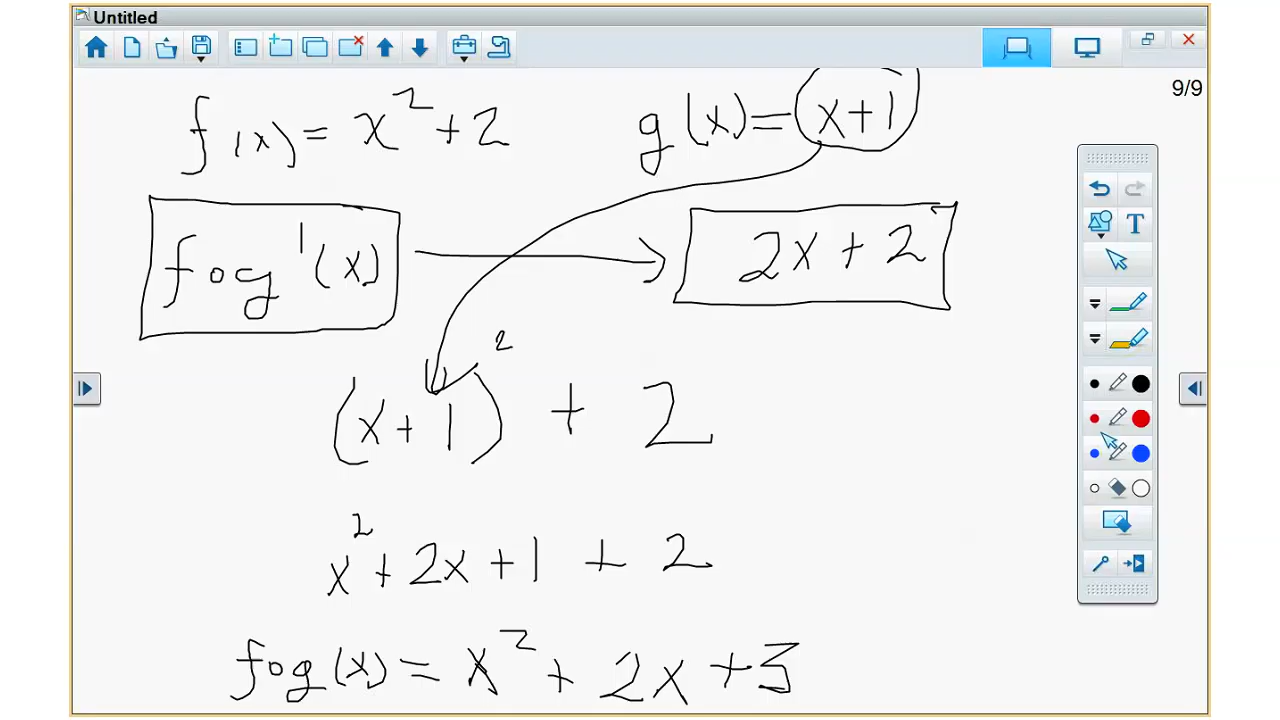 Untitled
9/9
f(x) = x² + 2 g(x) = x + 1
fog'(x) → 2x + 2
(x + 1)² + 2
x² + 2x + 1 + 2
fog(x) = x² + 2x + 3
T